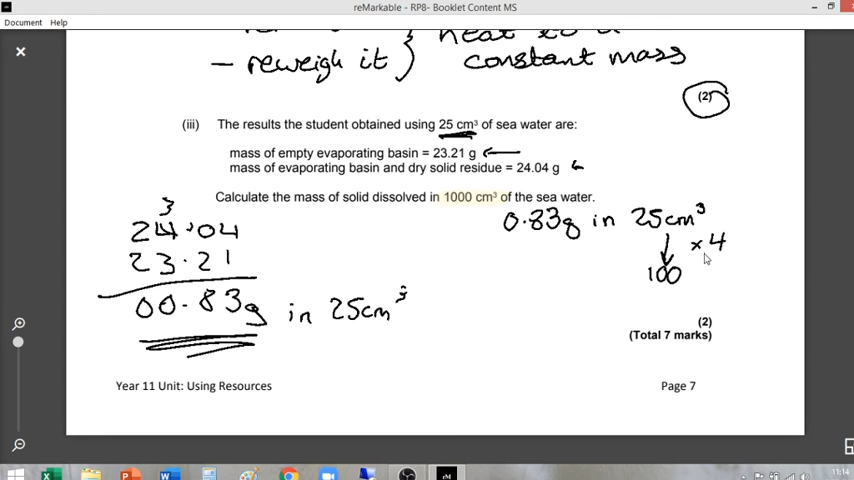 reMarkable - RP8- Booklet Content MS
Document Help
heat to a
- reweigh it } constant mass
(2)
(iii) The results the student obtained using 25 cm³ of sea water are:
mass of empty evaporating basin = 23.21 g
mass of evaporating basin and dry solid residue = 24.04 g
Calculate the mass of solid dissolved in 1000 cm³ of the sea water.
0.83g in 25cm³
x4
100
3
24.04
23.21
00.83g in 25cm³
(2)
(Total 7 marks)
Year 11 Unit: Using Resources
Page 7
11:14